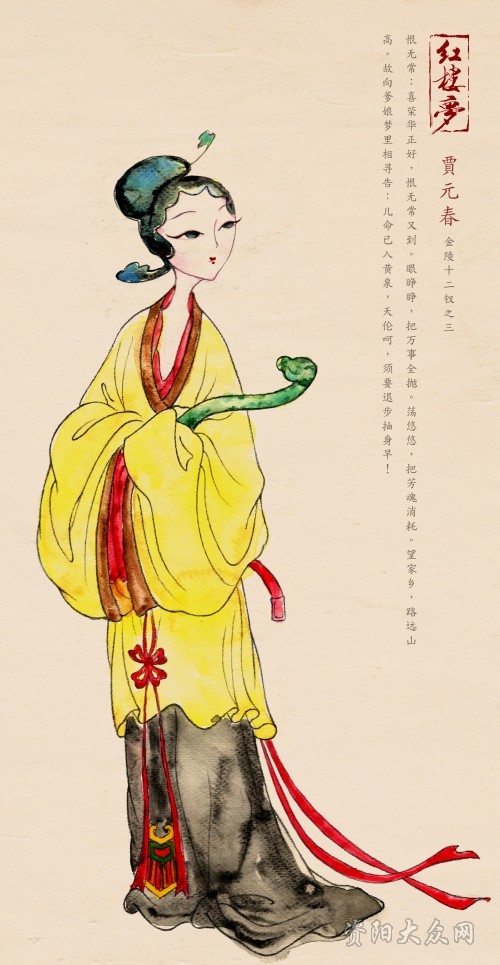 红楼夢
賈元春
金陵十二钗之三
恨无常：喜荣华正好，恨无常又到。眼睁睁，把万事全抛。荡悠悠，把芳魂消耗。望家乡，路远山
高。故向爹娘梦里相寻告：儿命已入黄泉，天伦呵，须要退步抽身早！
资阳大众网